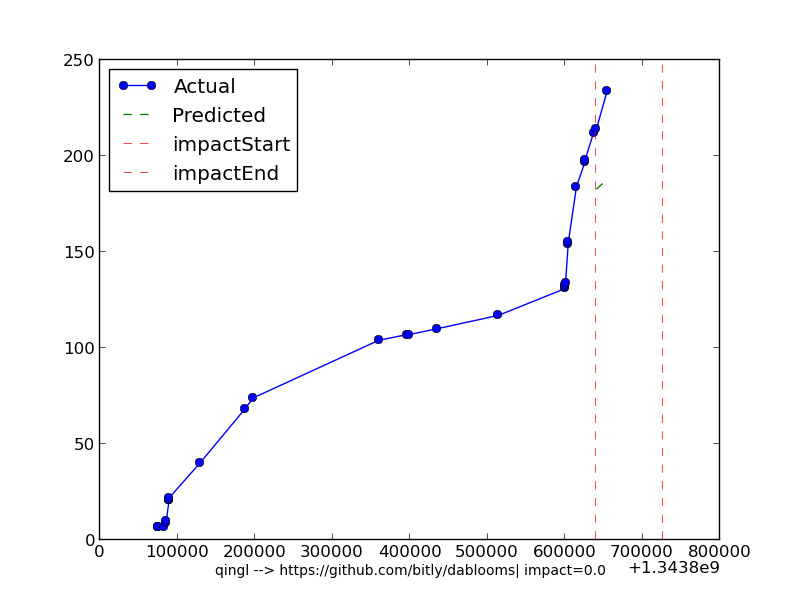 250
200
150
100
50
0
Actual
Predicted
impactStart
impactEnd
0 100000 200000 300000 400000 500000 600000 700000 800000
+1.3438e9
qingl --> https://github.com/bitly/dablooms| impact=0.0